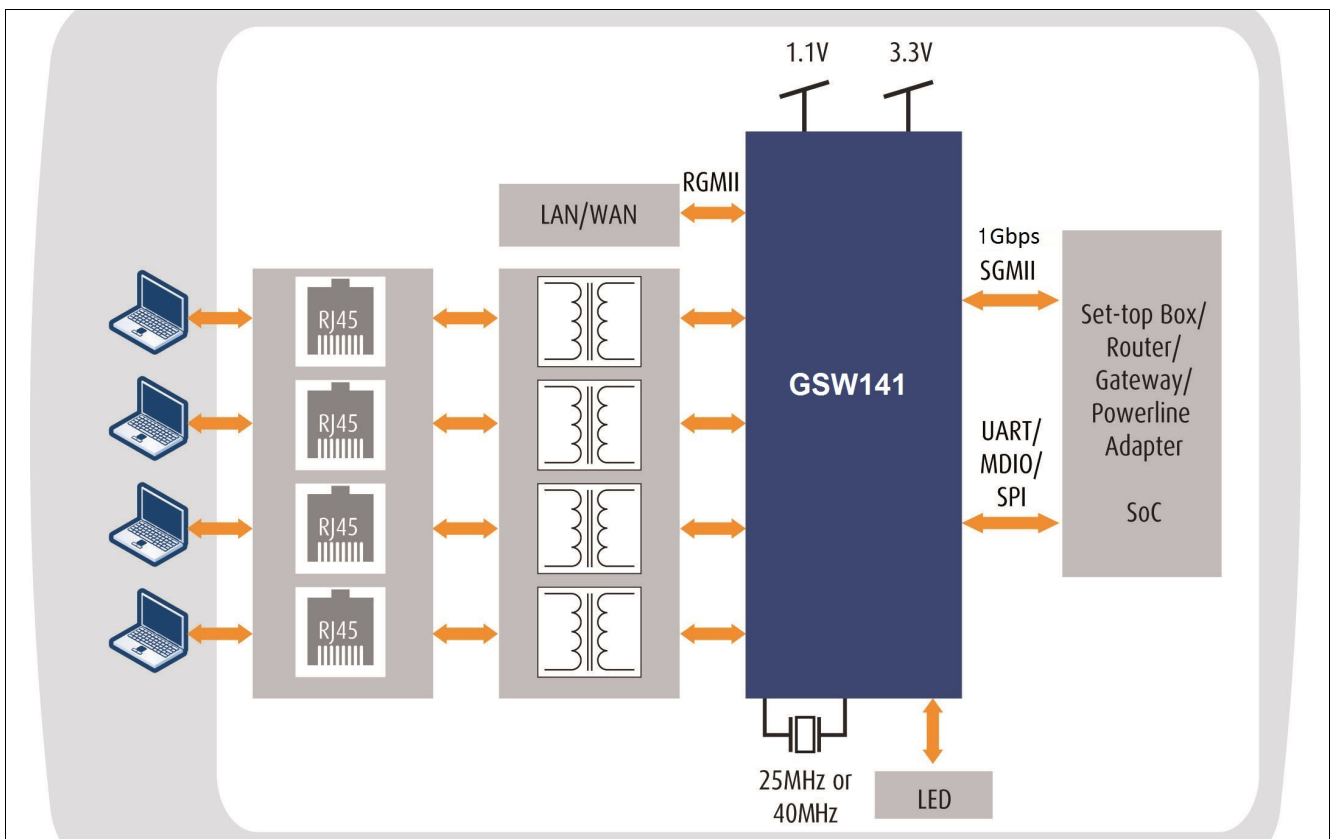 1.1V
3.3V
RGMII
LAN/WAN
1Gbps
SGMII
RJ45
RJ45
RJ45
RJ45
GSW141
Set-top Box/
Router/
Gateway/
Powerline
Adapter
SoC
UART/
MDIO/
SPI
25MHz or
40MHz
LED